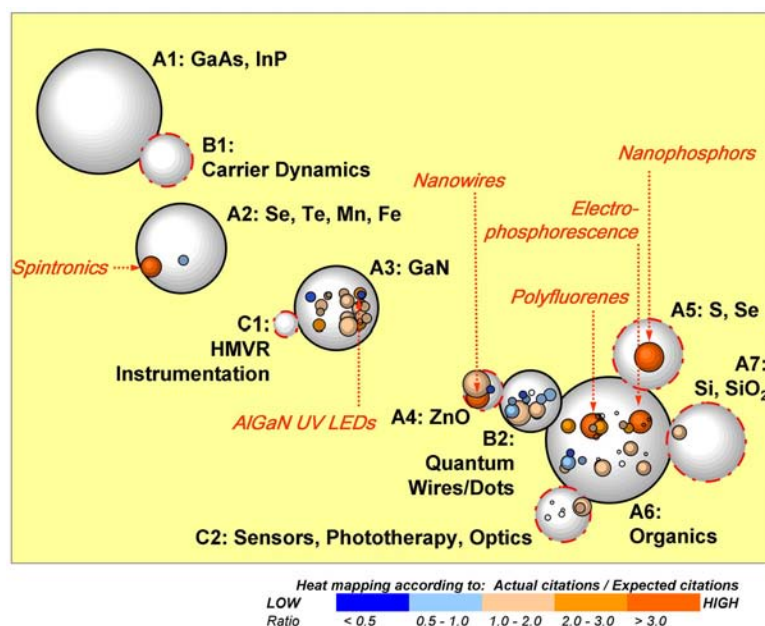 A1: GaAs, InP
B1:
Carrier Dynamics
Nanophosphors
Nanowires
Electro-
phosphorescence
A2: Se, Te, Mn, Fe
Spintronics
A3: GaN
Polyfluorenes
A5: S, Se
C1:
HMVR
Instrumentation
A7:
Si, SiO₂
AlGaN UV LEDs
A4: ZnO
B2:
Quantum
Wires/Dots
A6:
Organics
C2: Sensors, Phototherapy, Optics
Heat mapping according to: Actual citations / Expected citations
LOW HIGH
Ratio < 0.5 0.5 - 1.0 1.0 - 2.0 2.0 - 3.0 > 3.0